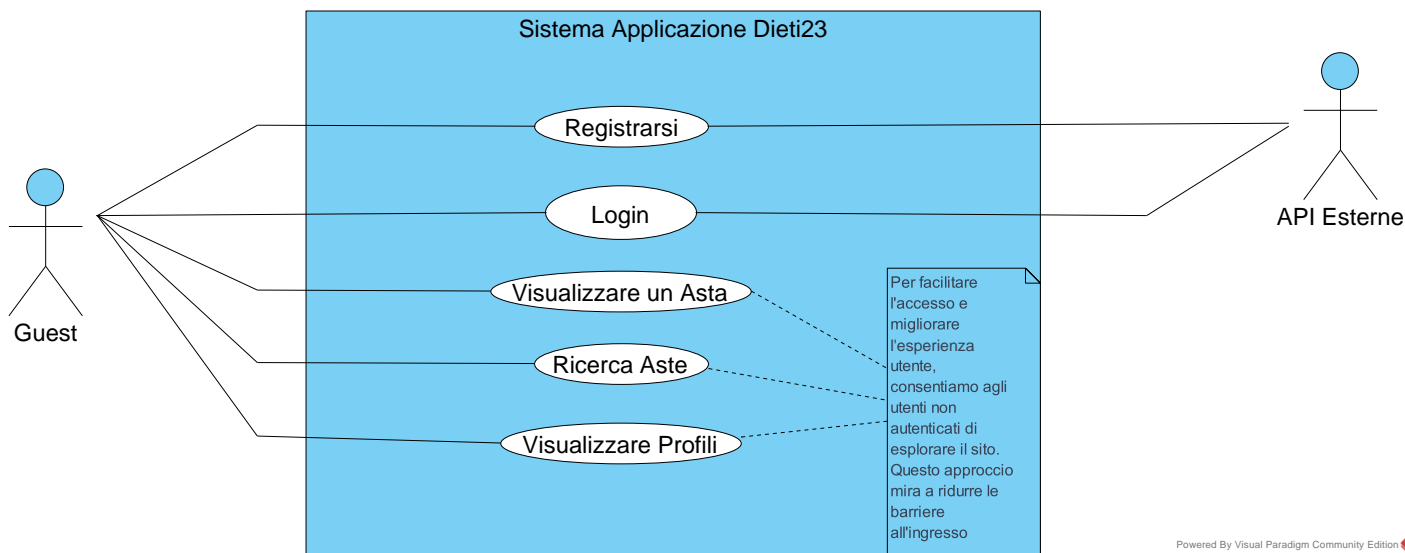 Sistema Applicazione Dieti23
Registrarsi
Login
API Esterne
Visualizzare un Asta
Guest
Ricerca Aste
Visualizzare Profili
Per facilitare
l'accesso e
migliorare
l'esperienza
utente,
consentiamo agli
utenti non
autenticati di
esplorare il sito.
Questo approccio
mira a ridurre le
barriere
all'ingresso
Powered By Visual Paradigm Community Edition